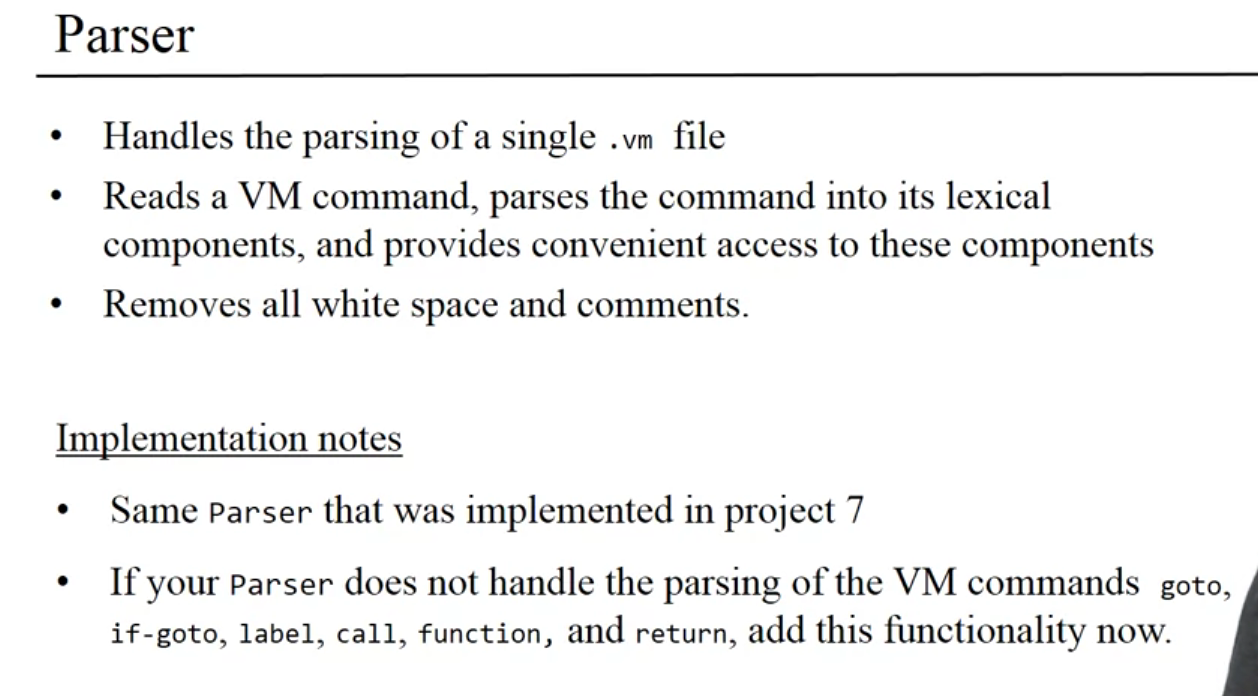 Parser
• Handles the parsing of a single .vm file
• Reads a VM command, parses the command into its lexical
components, and provides convenient access to these components
• Removes all white space and comments.
Implementation notes
• Same Parser that was implemented in project 7
• If your Parser does not handle the parsing of the VM commands goto,
if-goto, label, call, function, and return, add this functionality now.